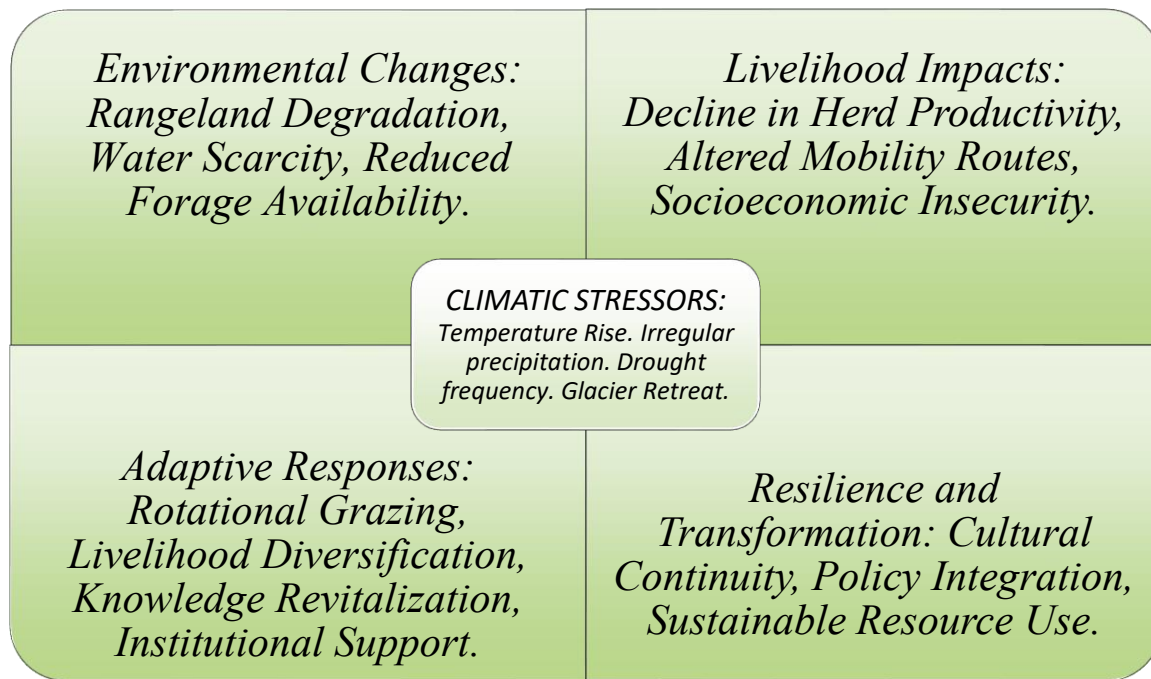 Environmental Changes:
Rangeland Degradation,
Water Scarcity, Reduced
Forage Availability.
Livelihood Impacts:
Decline in Herd Productivity,
Altered Mobility Routes,
Socioeconomic Insecurity.
CLIMATIC STRESSORS:
Temperature Rise. Irregular
precipitation. Drought
frequency. Glacier Retreat.
Adaptive Responses:
Rotational Grazing,
Livelihood Diversification,
Knowledge Revitalization,
Institutional Support.
Resilience and
Transformation: Cultural
Continuity, Policy Integration,
Sustainable Resource Use.